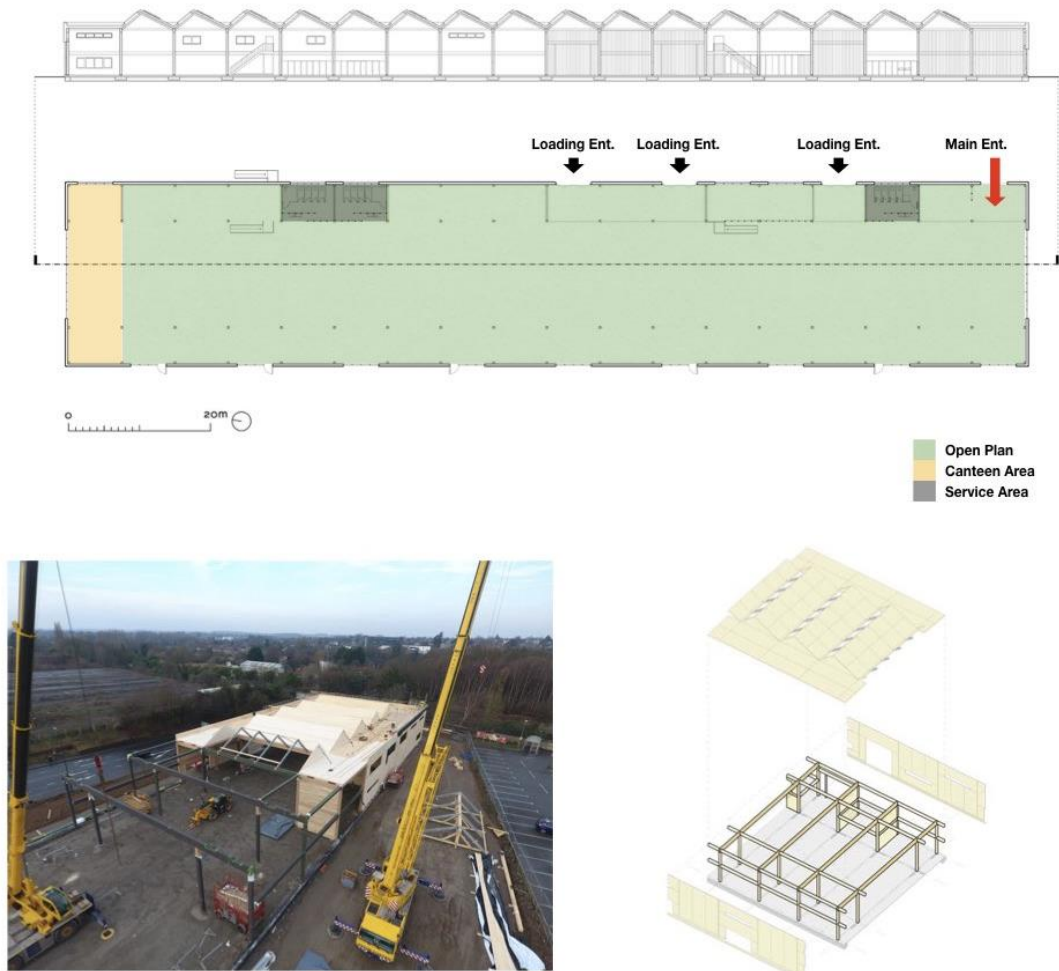 Loading Ent.
Loading Ent.
Loading Ent.
Main Ent.
0
20m
Open Plan
Canteen Area
Service Area